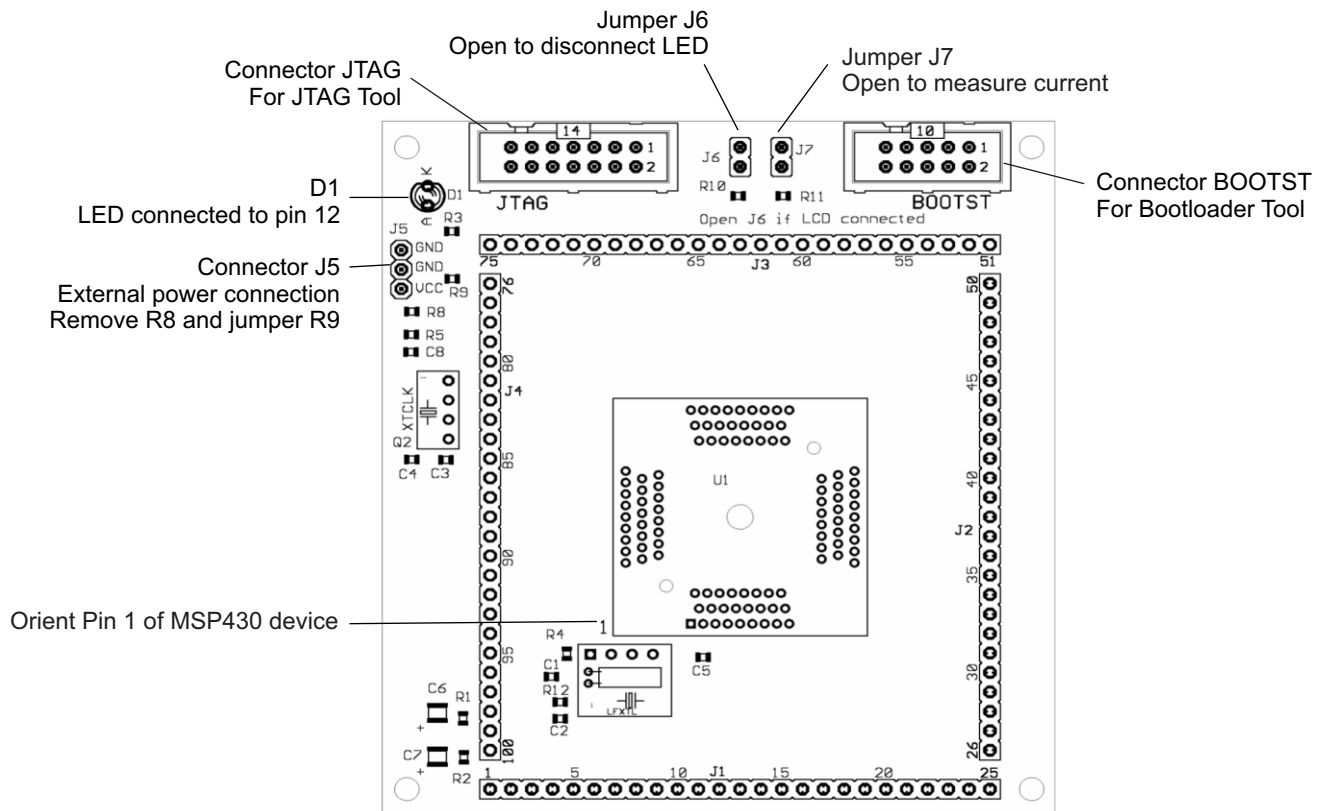 Jumper J6
Open to disconnect LED
Jumper J7
Open to measure current
Connector JTAG
For JTAG Tool
14
1
2
J6
J7
10
1
2
R10
R11
JTAG
BOOTST
Open J6 if LCD connected
Connector BOOTST
For Bootloader Tool
D1
LED connected to pin 12
K
D1
A
R3
J5
GND
GND
VCC
R9
R8
R5
C8
Connector J5
External power connection
Remove R8 and jumper R9
75
70
65
J3
60
55
51
76
80
J4
85
90
95
100
50
45
40
J2
35
30
26
XTCLK
Q2
C4
C3
U1
Orient Pin 1 of MSP430 device
1
R4
C1
R12
C2
LFXTL
C5
C6
R1
+
C7
R2
+
1
5
10
J1
15
20
25